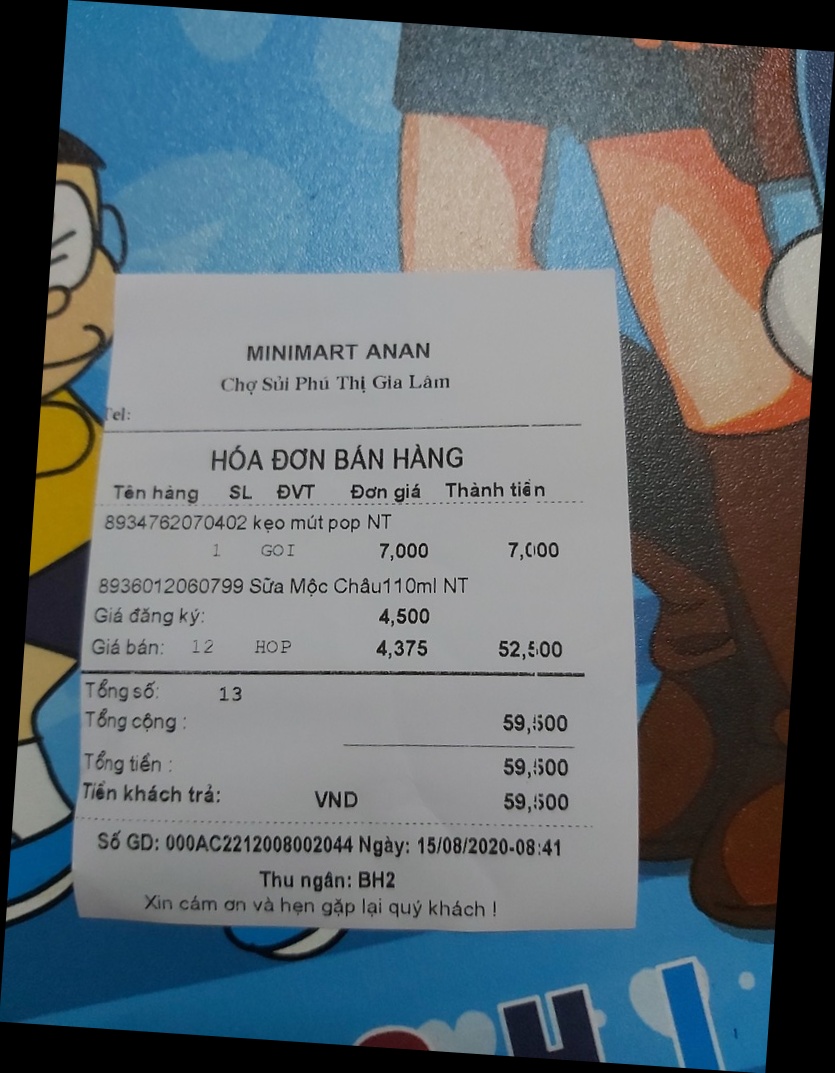 MINIMART ANAN
Chợ Sủi Phú Thị Gia Lâm
Tel:
HÓA ĐƠN BÁN HÀNG
Tên hàng SL ĐVT Đơn giá Thành tiền
8934762070402 kẹo mút pop NT
1 GOI 7,000 7,000
8936012060799 Sữa Mộc Châu110ml NT
Giá đăng ký: 4,500
Giá bán: 12 HOP 4,375 52,500
Tổng số: 13
Tổng cộng : 59,500
Tổng tiền : 59,500
Tiền khách trả: VND 59,500
Số GD: 000AC2212008002044 Ngày: 15/08/2020-08:41
Thu ngân: BH2
Xin cám ơn và hẹn gặp lại quý khách !